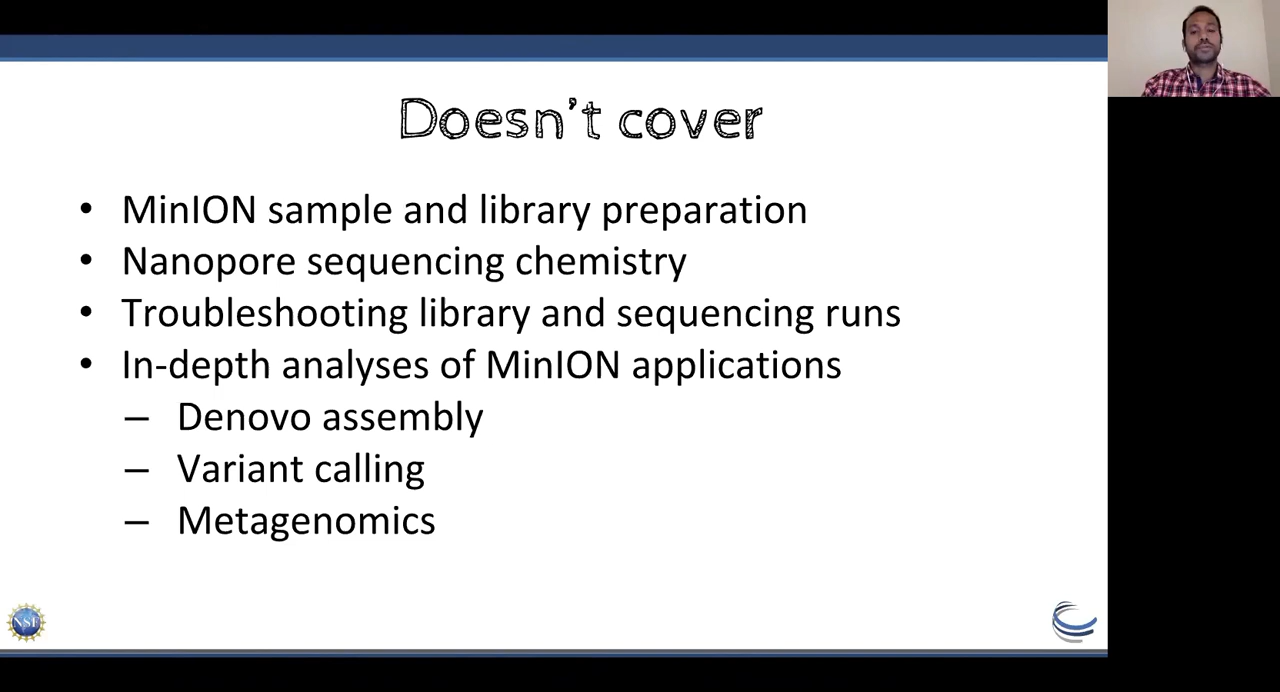 Doesn't cover
• MinION sample and library preparation
• Nanopore sequencing chemistry
• Troubleshooting library and sequencing runs
• In-depth analyses of MinION applications
– Denovo assembly
– Variant calling
– Metagenomics
NSF